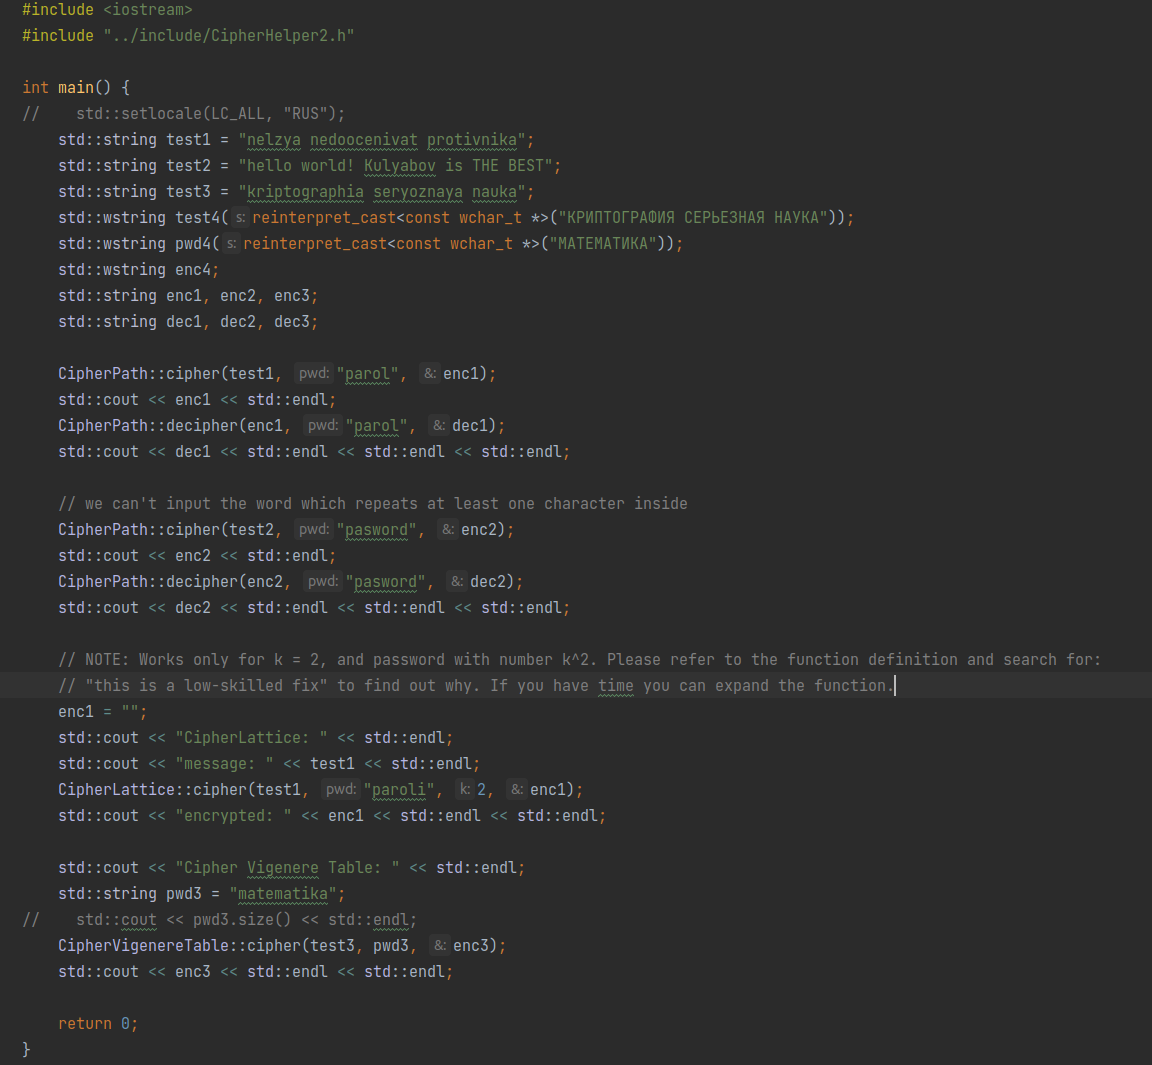 #include <iostream>
#include "../include/CipherHelper2.h"
int main() {
//    std::setlocale(LC_ALL, "RUS");
    std::string test1 = "nelzya nedoocenivat protivnika";
    std::string test2 = "hello world! Kulyabov is THE BEST";
    std::string test3 = "kriptographia seryoznaya nauka";
    std::wstring test4( s: reinterpret_cast<const wchar_t *>("КРИПТОГРАФИЯ СЕРЬЕЗНАЯ НАУКА"));
    std::wstring pwd4( s: reinterpret_cast<const wchar_t *>("МАТЕМАТИКА"));
    std::wstring enc4;
    std::string enc1, enc2, enc3;
    std::string dec1, dec2, dec3;
    CipherPath::cipher(test1, pwd: "parol", &: enc1);
    std::cout << enc1 << std::endl;
    CipherPath::decipher(enc1, pwd: "parol", &: dec1);
    std::cout << dec1 << std::endl << std::endl << std::endl;
    // we can't input the word which repeats at least one character inside
    CipherPath::cipher(test2, pwd: "pasword", &: enc2);
    std::cout << enc2 << std::endl;
    CipherPath::decipher(enc2, pwd: "pasword", &: dec2);
    std::cout << dec2 << std::endl << std::endl << std::endl;
    // NOTE: Works only for k = 2, and password with number k^2. Please refer to the function definition and search for:
    // "this is a low-skilled fix" to find out why. If you have time you can expand the function.
    enc1 = "";
    std::cout << "CipherLattice: " << std::endl;
    std::cout << "message: " << test1 << std::endl;
    CipherLattice::cipher(test1, pwd: "paroli", k: 2, &: enc1);
    std::cout << "encrypted: " << enc1 << std::endl << std::endl;
    std::cout << "Cipher Vigenere Table: " << std::endl;
    std::string pwd3 = "matematika";
//    std::cout << pwd3.size() << std::endl;
    CipherVigenereTable::cipher(test3, pwd3, &: enc3);
    std::cout << enc3 << std::endl << std::endl;
    return 0;
}